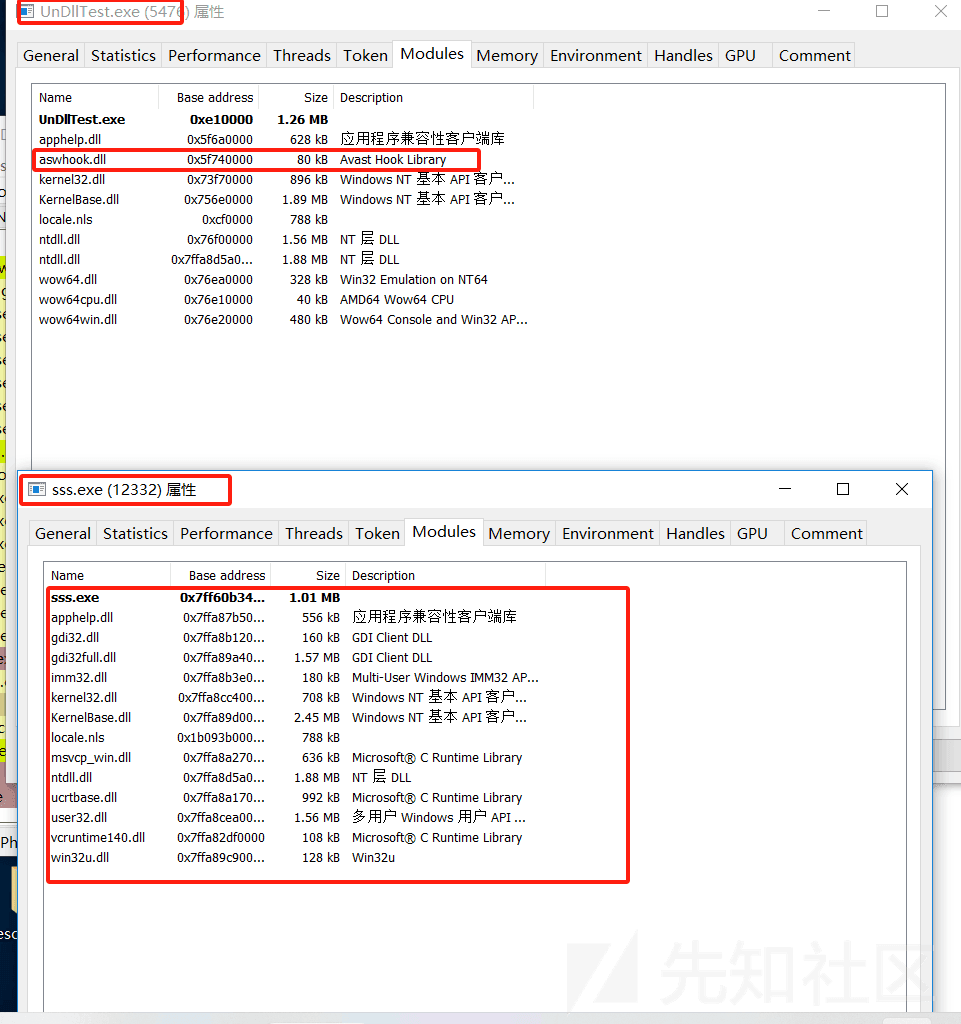 UnDllTest.exe (5476) 属性
General Statistics Performance Threads Token Modules Memory Environment Handles GPU Comment
Name Base address Size Description
UnDllTest.exe 0xe10000 1.26 MB
apphelp.dll 0x5f6a0000 628 kB 应用程序兼容性客户端库
aswhook.dll 0x5f740000 80 kB Avast Hook Library
kernel32.dll 0x73f70000 896 kB Windows NT 基本 API 客户...
KernelBase.dll 0x756e0000 1.89 MB Windows NT 基本 API 客户...
locale.nls 0xcf0000 788 kB
ntdll.dll 0x76f00000 1.56 MB NT 层 DLL
ntdll.dll 0x7ffa8d5a0... 1.88 MB NT 层 DLL
wow64.dll 0x76ea0000 328 kB Win32 Emulation on NT64
wow64cpu.dll 0x76e10000 40 kB AMD64 Wow64 CPU
wow64win.dll 0x76e20000 480 kB Wow64 Console and Win32 AP...
sss.exe (12332) 属性
General Statistics Performance Threads Token Modules Memory Environment Handles GPU Comment
Name Base address Size Description
sss.exe 0x7ff60b34... 1.01 MB
apphelp.dll 0x7ffa87b50... 556 kB 应用程序兼容性客户端库
gdi32.dll 0x7ffa8b120... 160 kB GDI Client DLL
gdi32full.dll 0x7ffa89a40... 1.57 MB GDI Client DLL
imm32.dll 0x7ffa8b3e0... 180 kB Multi-User Windows IMM32 AP...
kernel32.dll 0x7ffa8cc400... 708 kB Windows NT 基本 API 客户...
KernelBase.dll 0x7ffa89d00... 2.45 MB Windows NT 基本 API 客户...
locale.nls 0x1b093b000... 788 kB
msvcp_win.dll 0x7ffa8a270... 636 kB Microsoft® C Runtime Library
ntdll.dll 0x7ffa8d5a0... 1.88 MB NT 层 DLL
ucrtbase.dll 0x7ffa8a170... 992 kB Microsoft® C Runtime Library
user32.dll 0x7ffa8cea00... 1.56 MB 多用户 Windows 用户 API ...
vcruntime140.dll 0x7ffa82df0000 108 kB Microsoft® C Runtime Library
win32u.dll 0x7ffa89c900... 128 kB Win32u
先知社区